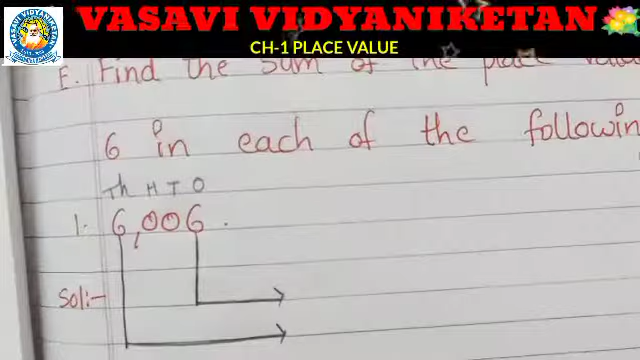 VASAVI VIDYANIKETAN
CH-1 PLACE VALUE
E. Find the sum of the place
6 in each of the followin
Th H T O
1. 6,006.
Sol:-